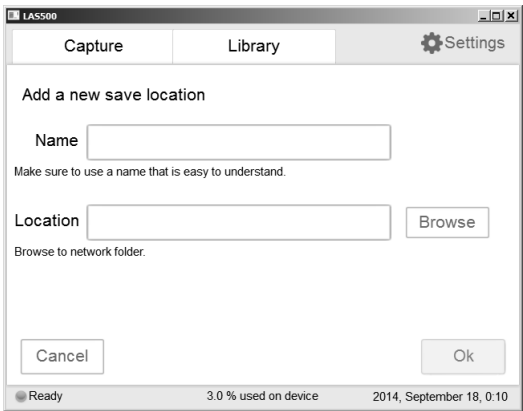 LAS500
Capture Library Settings
Add a new save location
Name
Make sure to use a name that is easy to understand.
Location Browse
Browse to network folder.
Cancel Ok
Ready 3.0 % used on device 2014, September 18, 0:10